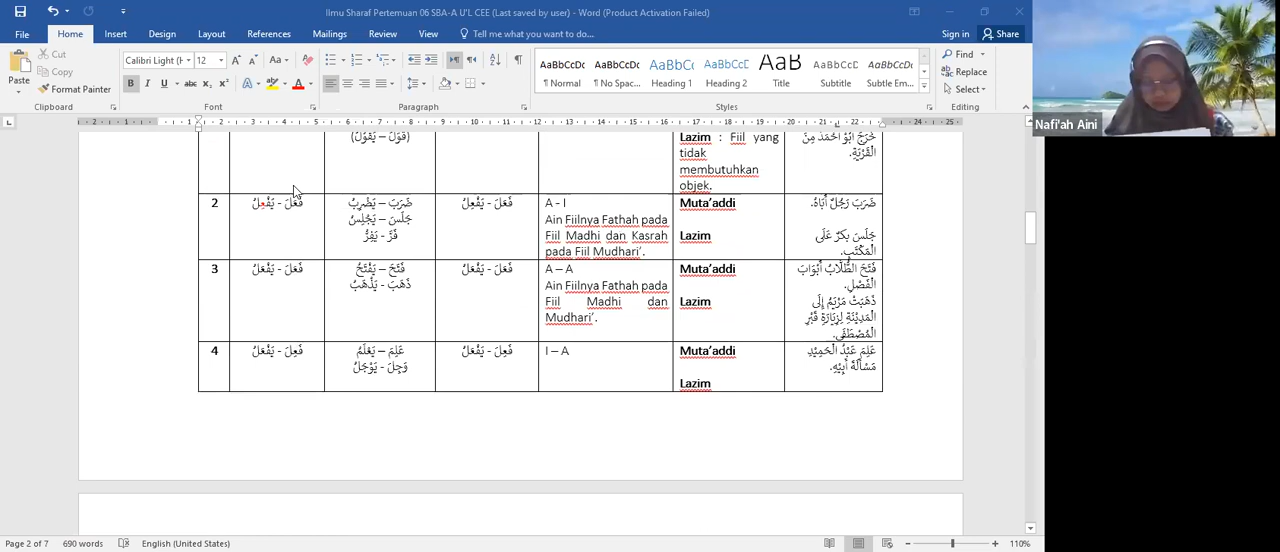 Ilmu Sharaf Pertemuan 06 SBA-A U'L CEE (Last saved by user) - Word (Product Activation Failed)
File Home Insert Design Layout References Mailings Review View Tell me what you want to do... Sign in Share
Paste
Cut
Copy
Format Painter
Clipboard
Calibri Light (H 12
Font
Paragraph
AaBbCc AaBbCc AaBbCc AaBbCcD AaB AaBbCc AaBbCc
¶ Normal ¶ No Spac... Heading 1 Heading 2 Title Subtitle Subtle Em...
Styles
Find
Replace
Select
Editing
Nafi'ah Aini
(قَوَلَ – يَقْوُلُ)
Lazim : Fiil yang
tidak
membutuhkan
objek.
خَرَجَ أَبُوْ أَحْمَدَ مِنَ
الْقَرْيَةِ.
2
فَعَلَ - يَفْعِلُ
ضَرَبَ – يَضْرِبُ
جَلَسَ – يَجْلِسُ
فَرَّ – يَفِرُّ
فَعَلَ - يَفْعِلُ
A - I
Ain Fiilnya Fathah pada
Fiil Madhi dan Kasrah
pada Fiil Mudhari'.
Muta'addi
Lazim
ضَرَبَ رَجُلٌ أَبَاهُ.
جَلَسَ بَكرٌ عَلَى
الْمَكْتَبِ.
3
فَعَلَ - يَفْعَلُ
فَتَحَ – يَفْتَحُ
ذَهَبَ - يَذْهَبُ
فَعَلَ - يَفْعَلُ
A – A
Ain Fiilnya Fathah pada
Fiil Madhi dan
Mudhari'.
Muta'addi
Lazim
فَتَحَ الطُّلَّابُ أَبْوَابَ
الْفَصْلِ.
ذَهَبَتْ مَرْيَمُ إِلَى
الْمَدِيْنَةِ لِزِيَارَةِ قَبْرِ
الْمُصْطَفَى.
4
فَعِلَ - يَفْعَلُ
عَلِمَ – يَعْلَمُ
وَجِلَ - يَوْجَلُ
فَعِلَ - يَفْعَلُ
I – A
Muta'addi
Lazim
عَلِمَ عَبْدُ الْحَمِيْدِ
مَسْأَلَةَ أَبِيْهِ.
Page 2 of 7 690 words English (United States) 110%